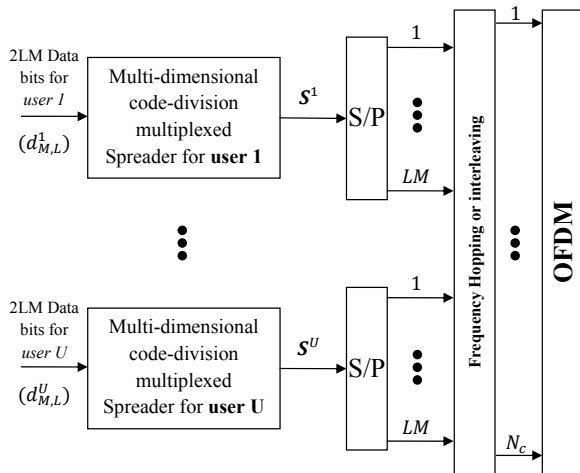 2LM Data
bits for
user 1
(d^1_{M,L})
Multi-dimensional
code-division
multiplexed
Spreader for user 1
S^1
S/P
1
LM
Frequency Hopping or interleaving
1
N_c
OFDM
2LM Data
bits for
user U
(d^U_{M,L})
Multi-dimensional
code-division
multiplexed
Spreader for user U
S^U
S/P
1
LM